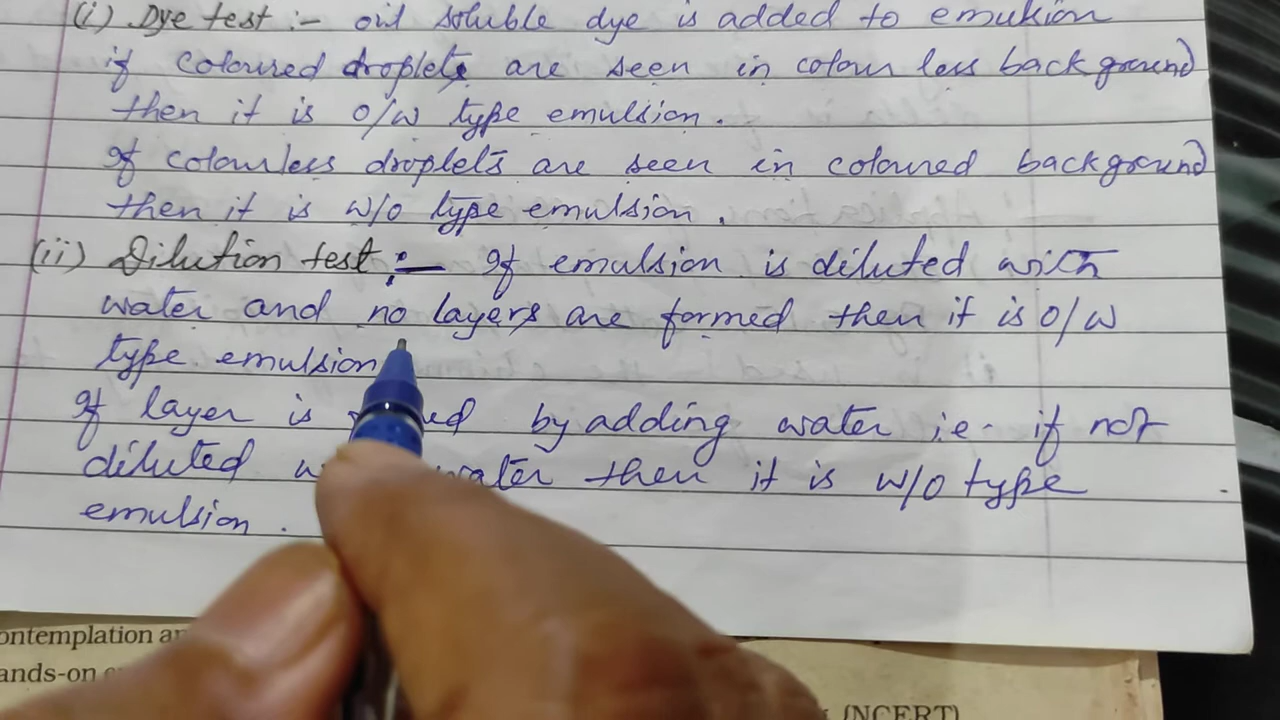 (i) Dye test :- oil soluble dye is added to emulsion
if coloured droplets are seen in colour less background
then it is o/w type emulsion.
If colourless droplets are seen in coloured background
then it is w/o type emulsion.
(ii) Dilution test :- If emulsion is diluted with
water and no layers are formed then it is o/w
type emulsion
If layer is by adding water i.e. if not
diluted water then it is w/o type
emulsion.
ontemplation
ands-on
(NCERT)